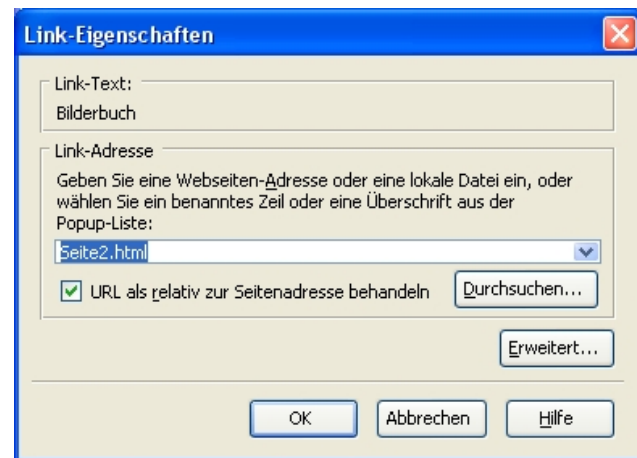 Link-Eigenschaften
Link-Text:
Bilderbuch
Link-Adresse
Geben Sie eine Webseiten-Adresse oder eine lokale Datei ein, oder
wählen Sie ein benanntes Zeil oder eine Überschrift aus der
Popup-Liste:
Seite2.html
URL als relativ zur Seitenadresse behandeln
Durchsuchen...
Erweitert...
OK
Abbrechen
Hilfe